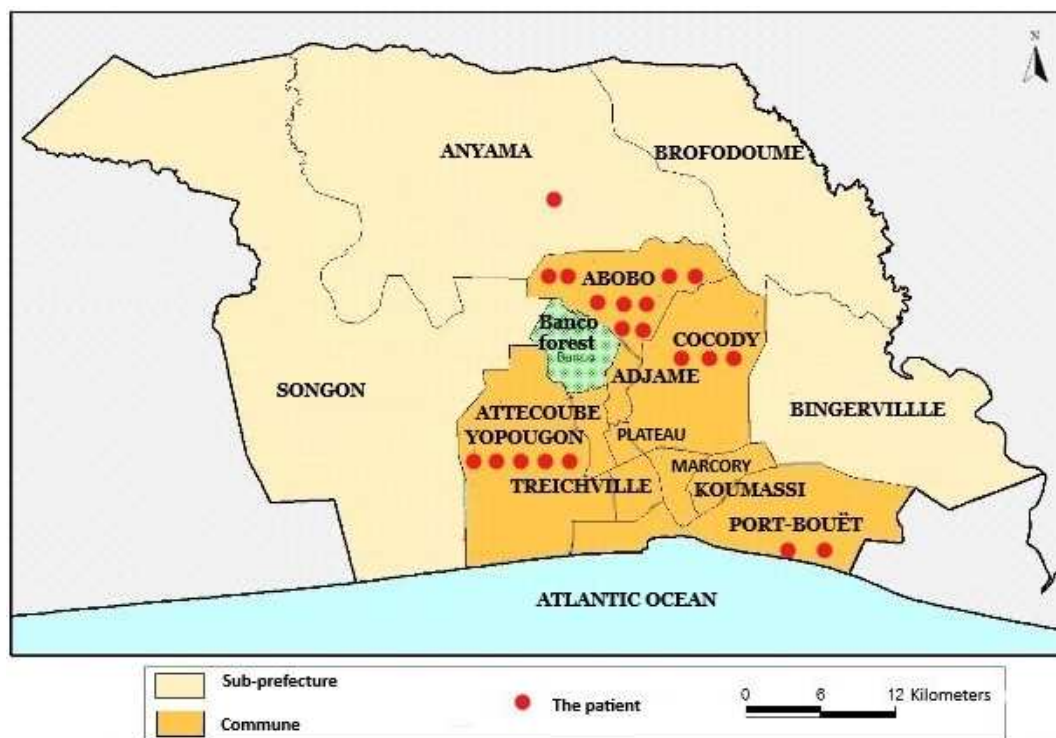 N
ANYAMA
BROFODOUME
ABOBO
Banco
forest
COCODY
ADJAME
SONGON
ATTECOUBE
BINGERVILLLE
YOPOUGON
PLATEAU
MARCORY
TREICHVILLE
KOUMASSI
PORT-BOUËT
ATLANTIC OCEAN
Sub-prefecture
The patient
0 6 12 Kilometers
Commune